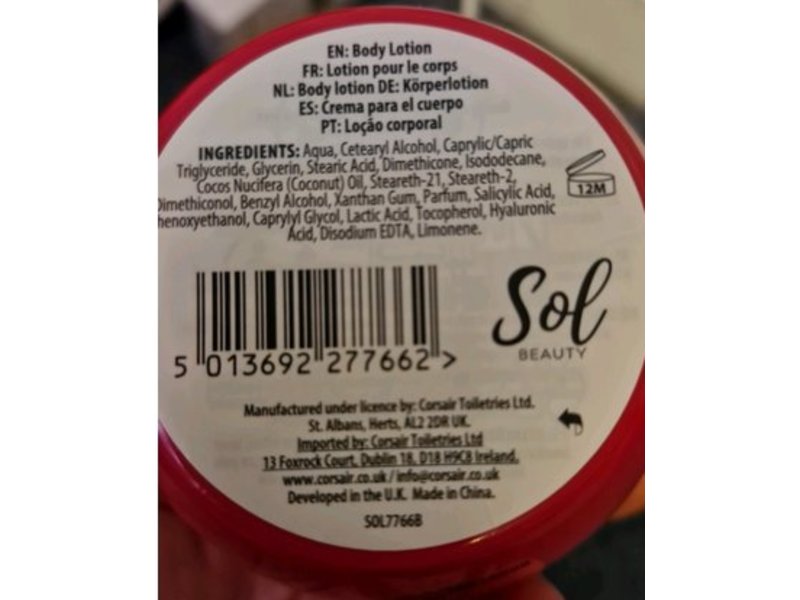 EN: Body Lotion
FR: Lotion pour le corps
NL: Body lotion DE: Körperlotion
ES: Crema para el cuerpo
PT: Loção corporal
INGREDIENTS: Aqua, Cetearyl Alcohol, Caprylic/Capric
Triglyceride, Glycerin, Stearic Acid, Dimethicone, Isododecane,
Cocos Nucifera (Coconut) Oil, Steareth-21, Steareth-2,
Dimethiconol, Benzyl Alcohol, Xanthan Gum, Parfum, Salicylic Acid,
henoxyethanol, Caprylyl Glycol, Lactic Acid, Tocopherol, Hyaluronic
Acid, Disodium EDTA, Limonene.
12M
Sol
BEAUTY
5 013692 277662 >
Manufactured under licence by: Corsair Toiletries Ltd.
St. Albans, Herts, AL2 2DR UK.
Imported by: Corsair Toiletries Ltd
13 Foxrock Court, Dublin 18, D18 H9C8 Ireland.
www.corsair.co.uk / info@corsair.co.uk
Developed in the U.K. Made in China.
SOL7766B